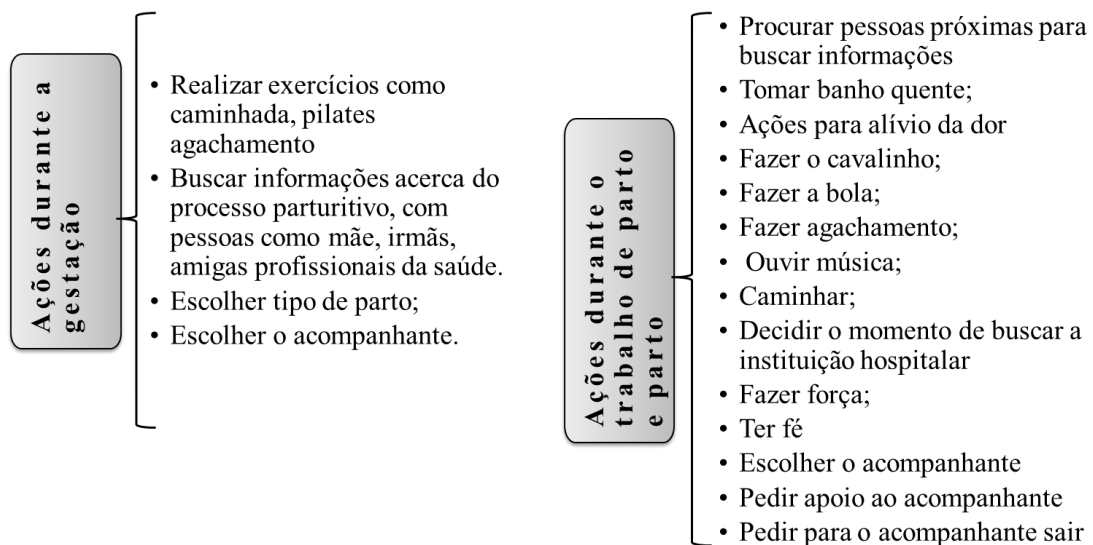 Ações durante a
gestação
• Realizar exercícios como
caminhada, pilates
agachamento
• Buscar informações acerca do
processo parturitivo, com
pessoas como mãe, irmãs,
amigas profissionais da saúde.
• Escolher tipo de parto;
• Escolher o acompanhante.
Ações durante o
trabalho de parto
e parto
• Procurar pessoas próximas para
buscar informações
• Tomar banho quente;
• Ações para alívio da dor
• Fazer o cavalinho;
• Fazer a bola;
• Fazer agachamento;
• Ouvir música;
• Caminhar;
• Decidir o momento de buscar a
instituição hospitalar
• Fazer força;
• Ter fé
• Escolher o acompanhante
• Pedir apoio ao acompanhante
• Pedir para o acompanhante sair